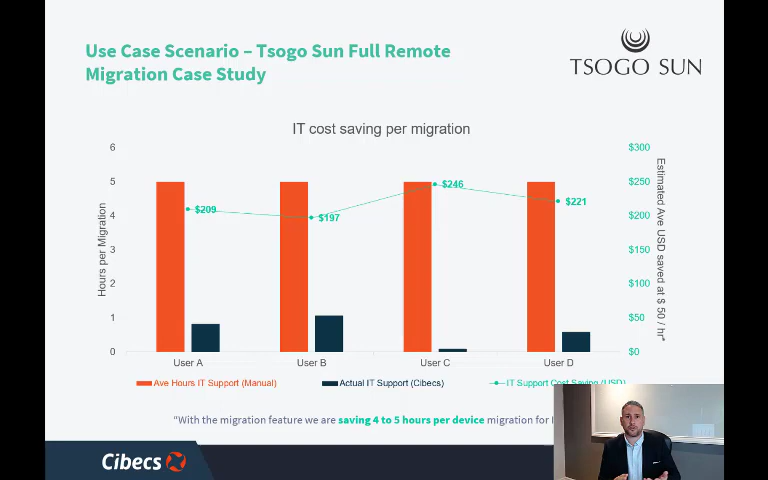 Use Case Scenario – Tsogo Sun Full Remote
Migration Case Study
TSOGO SUN
IT cost saving per migration
6
5
4
3
2
1
0
Hours per Migration
$300
$250
$200
$150
$100
$50
$0
Estimated Ave USD saved at $ 50 / hr*
$209
$197
$246
$221
User A
User B
User C
User D
Ave Hours IT Support (Manual)
Actual IT Support (Cibecs)
IT Support Cost Saving (USD)
"With the migration feature we are saving 4 to 5 hours per device migration for
Cibecs